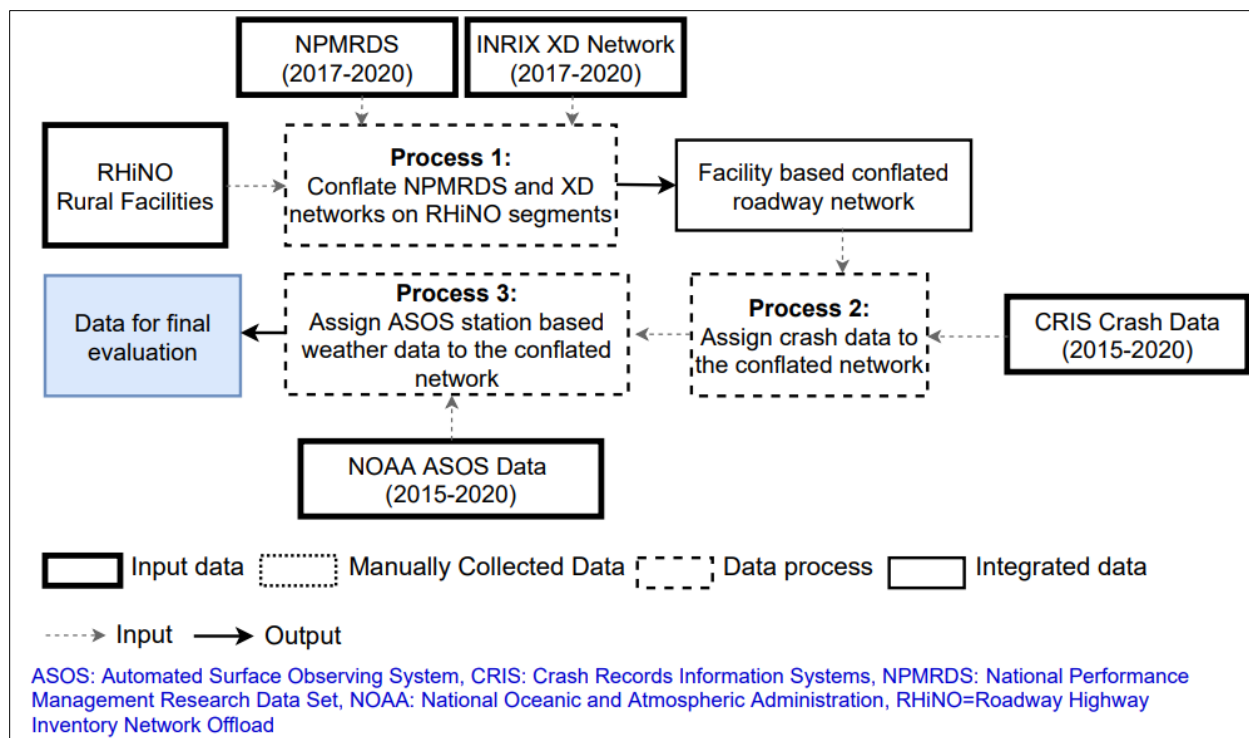 NPMRDS
(2017-2020)
INRIX XD Network
(2017-2020)
RHiNO
Rural Facilities
Process 1:
Conflate NPMRDS and XD
networks on RHiNO segments
Facility based conflated
roadway network
Data for final
evaluation
Process 3:
Assign ASOS station based
weather data to the conflated
network
Process 2:
Assign crash data to
the conflated network
CRIS Crash Data
(2015-2020)
NOAA ASOS Data
(2015-2020)
Input data
Manually Collected Data
Data process
Integrated data
Input
Output
ASOS: Automated Surface Observing System, CRIS: Crash Records Information Systems, NPMRDS: National Performance
Management Research Data Set, NOAA: National Oceanic and Atmospheric Administration, RHiNO=Roadway Highway
Inventory Network Offload